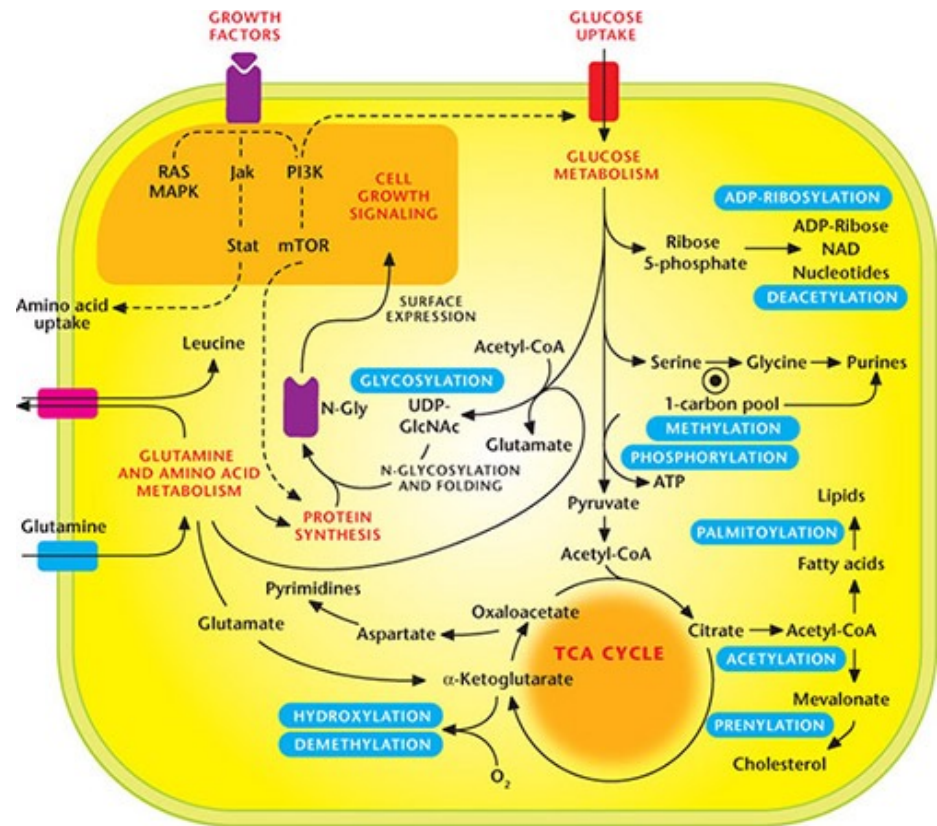 GROWTH
FACTORS
GLUCOSE
UPTAKE
RAS
MAPK
Jak
PI3K
CELL
GROWTH
SIGNALING
Stat
mTOR
GLUCOSE
METABOLISM
ADP-RIBOSYLATION
ADP-Ribose
NAD
Nucleotides
DEACETYLATION
Ribose
5-phosphate
Amino acid
uptake
Leucine
SURFACE
EXPRESSION
Acetyl-CoA
GLYCOSYLATION
N-Gly
UDP-
GlcNAc
Glutamate
Serine
Glycine
Purines
1-carbon pool
METHYLATION
PHOSPHORYLATION
ATP
GLUTAMINE
AND AMINO ACID
METABOLISM
N-GLYCOSYLATION
AND FOLDING
PROTEIN
SYNTHESIS
Glutamine
Pyruvate
Acetyl-CoA
Lipids
PALMITOYLATION
Fatty acids
Pyrimidines
Glutamate
Aspartate
Oxaloacetate
TCA CYCLE
Citrate
Acetyl-CoA
ACETYLATION
α-Ketoglutarate
Mevalonate
HYDROXYLATION
DEMETHYLATION
PRENYLATION
O₂
Cholesterol